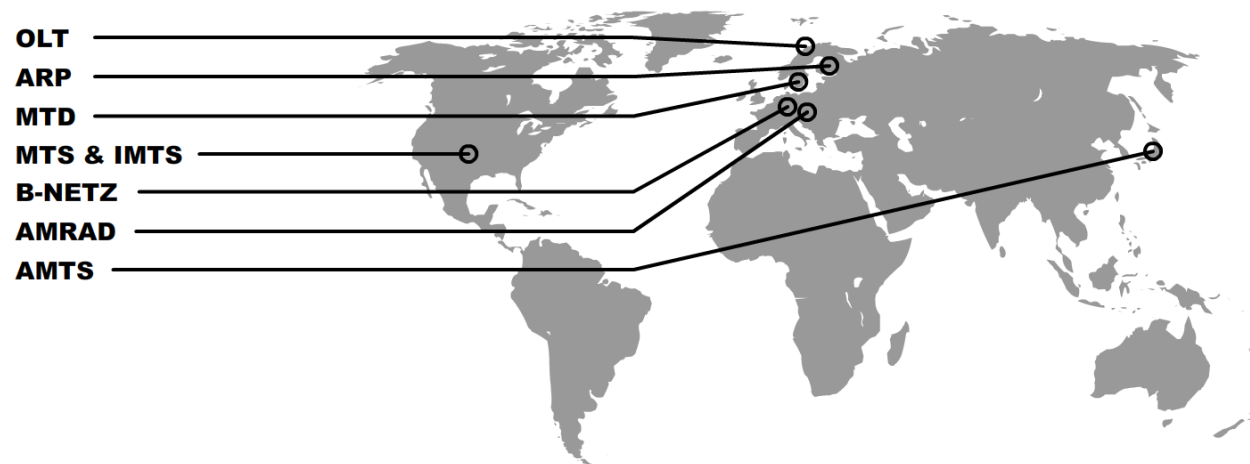 OLT
ARP
MTD
MTS & IMTS
B-NETZ
AMRAD
AMTS